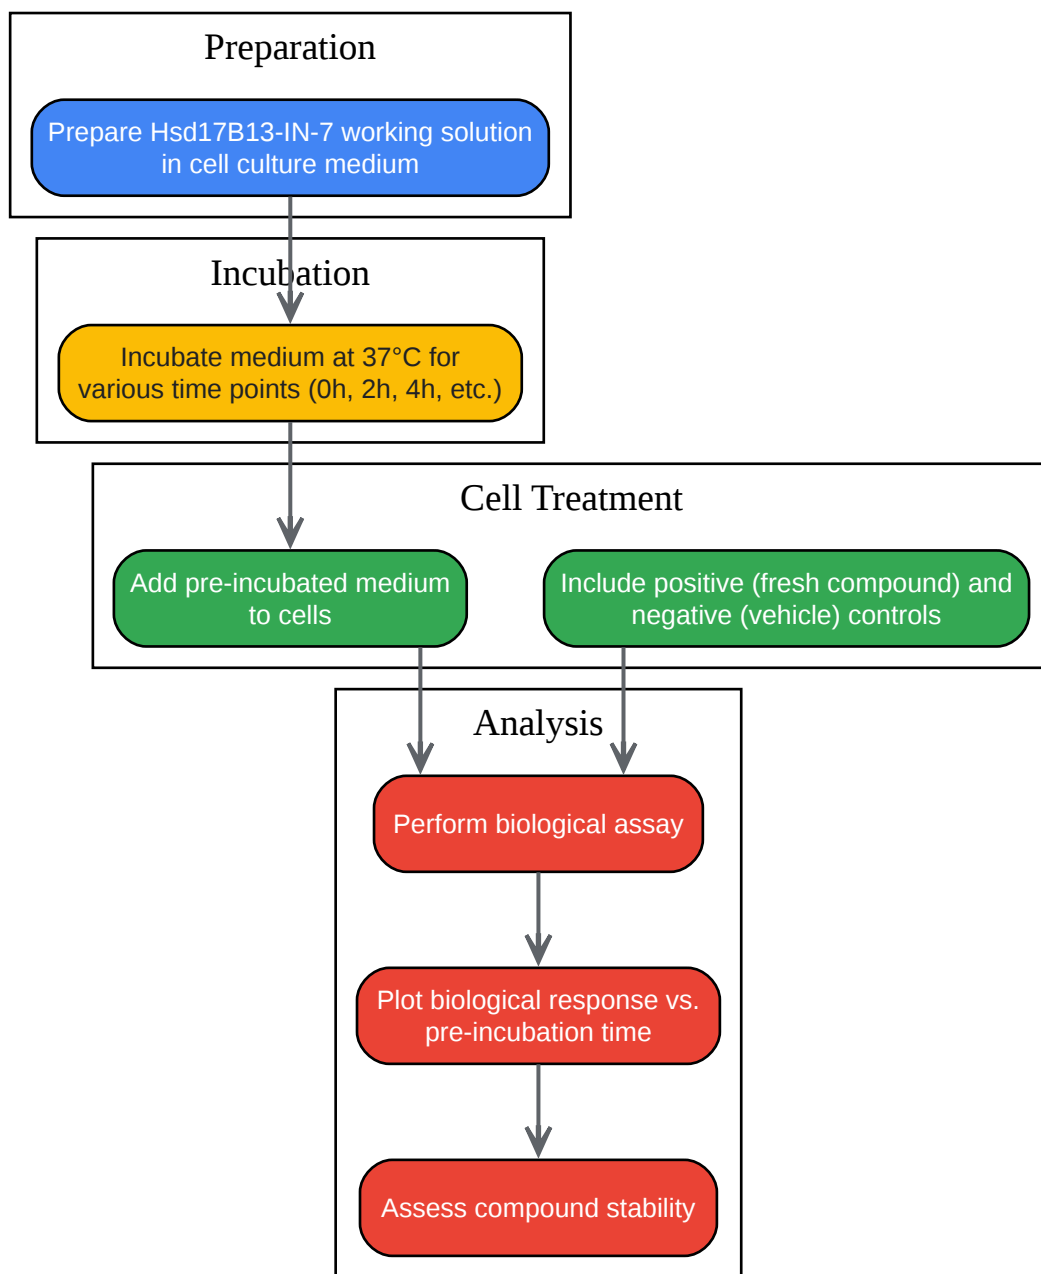 Preparation
Prepare Hsd17B13-IN-7 working solution
in cell culture medium
Incubation
Incubate medium at 37°C for
various time points (0h, 2h, 4h, etc.)
Cell Treatment
Add pre-incubated medium
to cells
Include positive (fresh compound) and
negative (vehicle) controls
Analysis
Perform biological assay
Plot biological response vs.
pre-incubation time
Assess compound stability